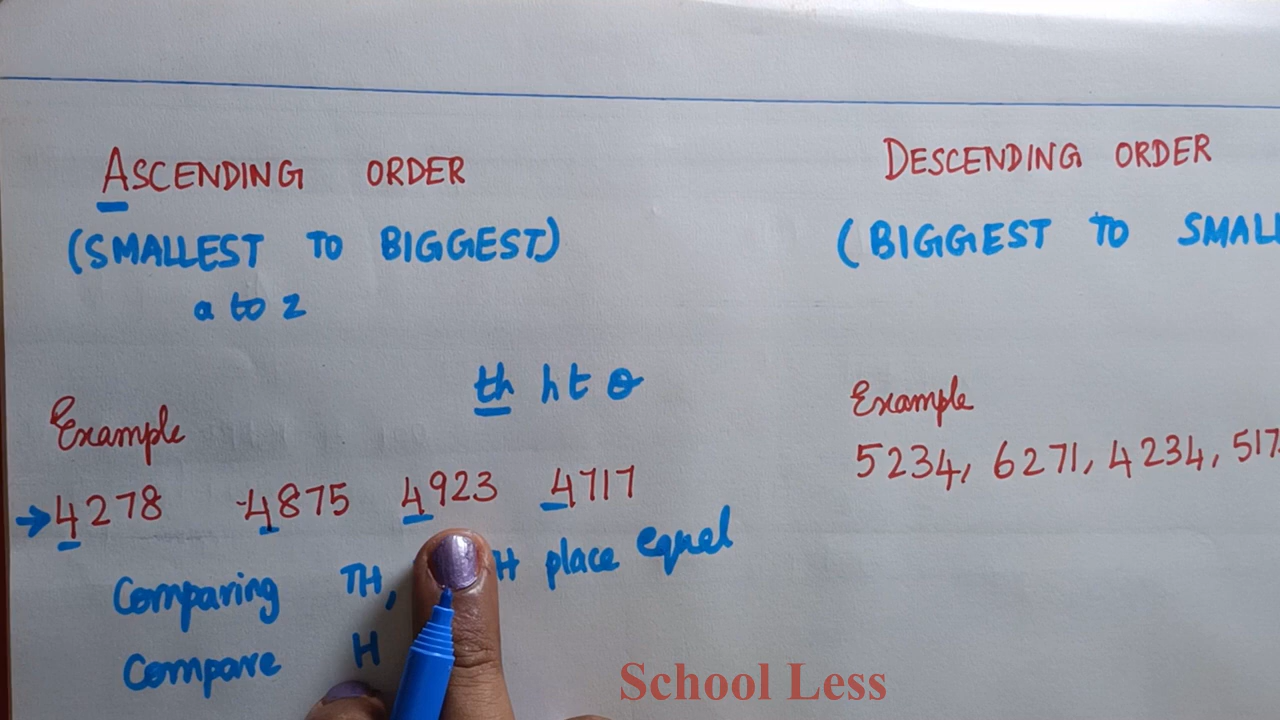 ASCENDING ORDER
(SMALLEST TO BIGGEST)
a to z
th h t o
Example
4278 4875 4923 4717
Comparing TH, H place equal
Compare H
DESCENDING ORDER
(BIGGEST TO SMALL
Example
5234, 6271, 4234, 517
School Less